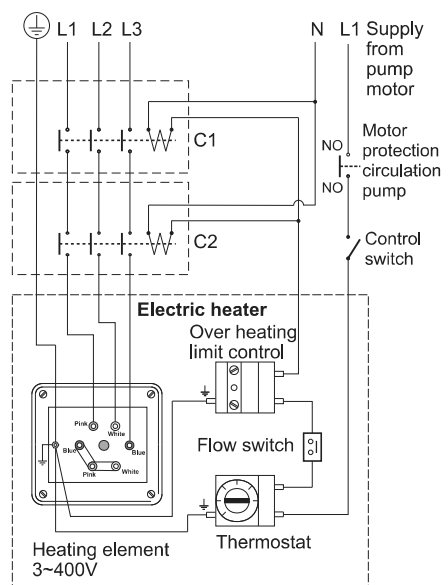 L1 L2 L3 N L1 Supply
from
pump
motor
C1
NO
NO
Motor
protection
circulation
pump
C2
Control
switch
Electric heater
Over heating
limit control
Pink
White
Blue
Blue
Pink
White
Flow switch
Thermostat
Heating element
3~400V